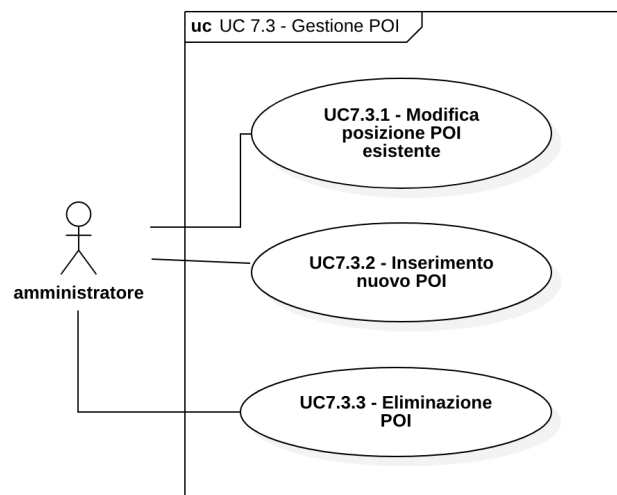 uc UC 7.3 - Gestione POI
UC7.3.1 - Modifica
posizione POI
esistente
UC7.3.2 - Inserimento
nuovo POI
amministratore
UC7.3.3 - Eliminazione
POI